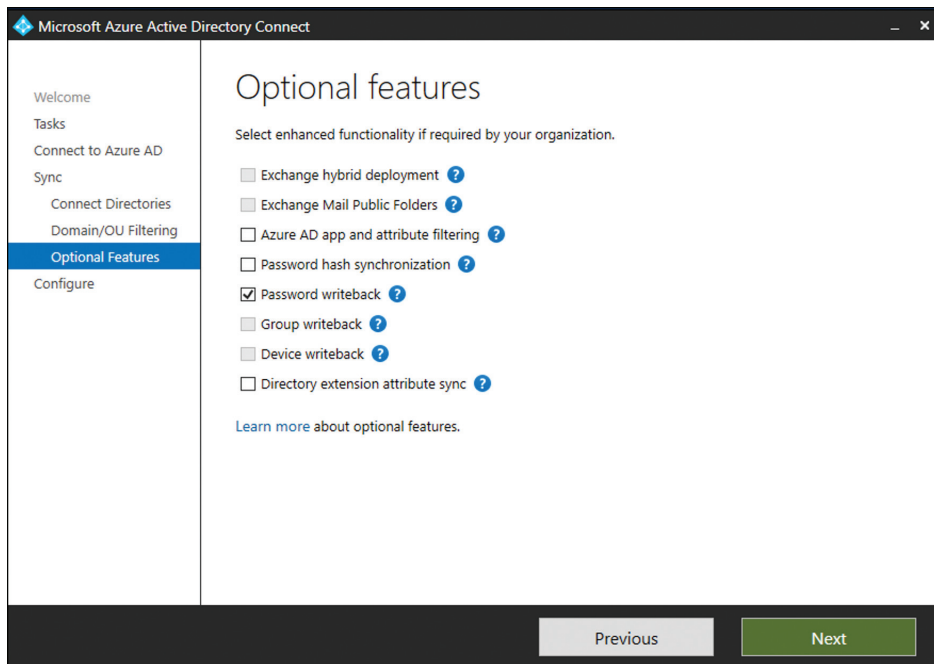 Microsoft Azure Active Directory Connect
Welcome
Tasks
Connect to Azure AD
Sync
Connect Directories
Domain/OU Filtering
Optional Features
Configure
Optional features
Select enhanced functionality if required by your organization.
Exchange hybrid deployment ?
Exchange Mail Public Folders ?
Azure AD app and attribute filtering ?
Password hash synchronization ?
Password writeback ?
Group writeback ?
Device writeback ?
Directory extension attribute sync ?
Learn more about optional features.
Previous
Next